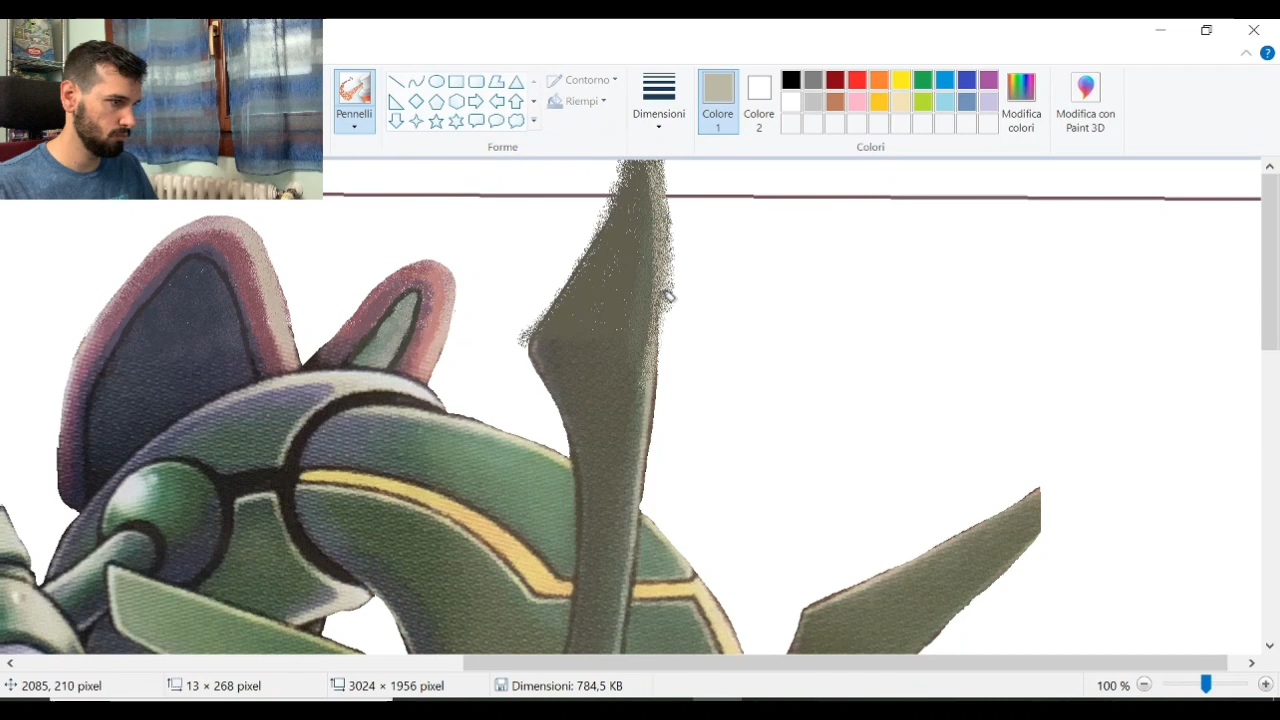 Contorno
Riempi
Pennelli
Dimensioni
Colore
1
Colore
2
Modifica
colori
Modifica con
Paint 3D
Forme
Colori
2085, 210 pixel
13 × 268 pixel
3024 × 1956 pixel
Dimensioni: 784,5 KB
100 %